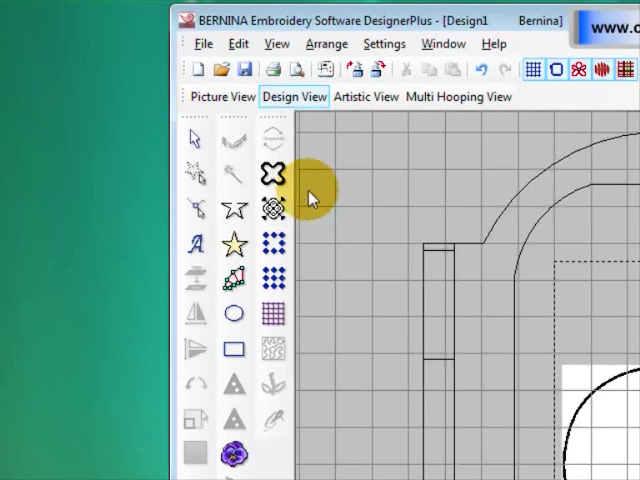 BERNINA Embroidery Software DesignerPlus - [Design1 Bernina]
www.c
File Edit View Arrange Settings Window Help
Picture View Design View Artistic View Multi Hooping View
A